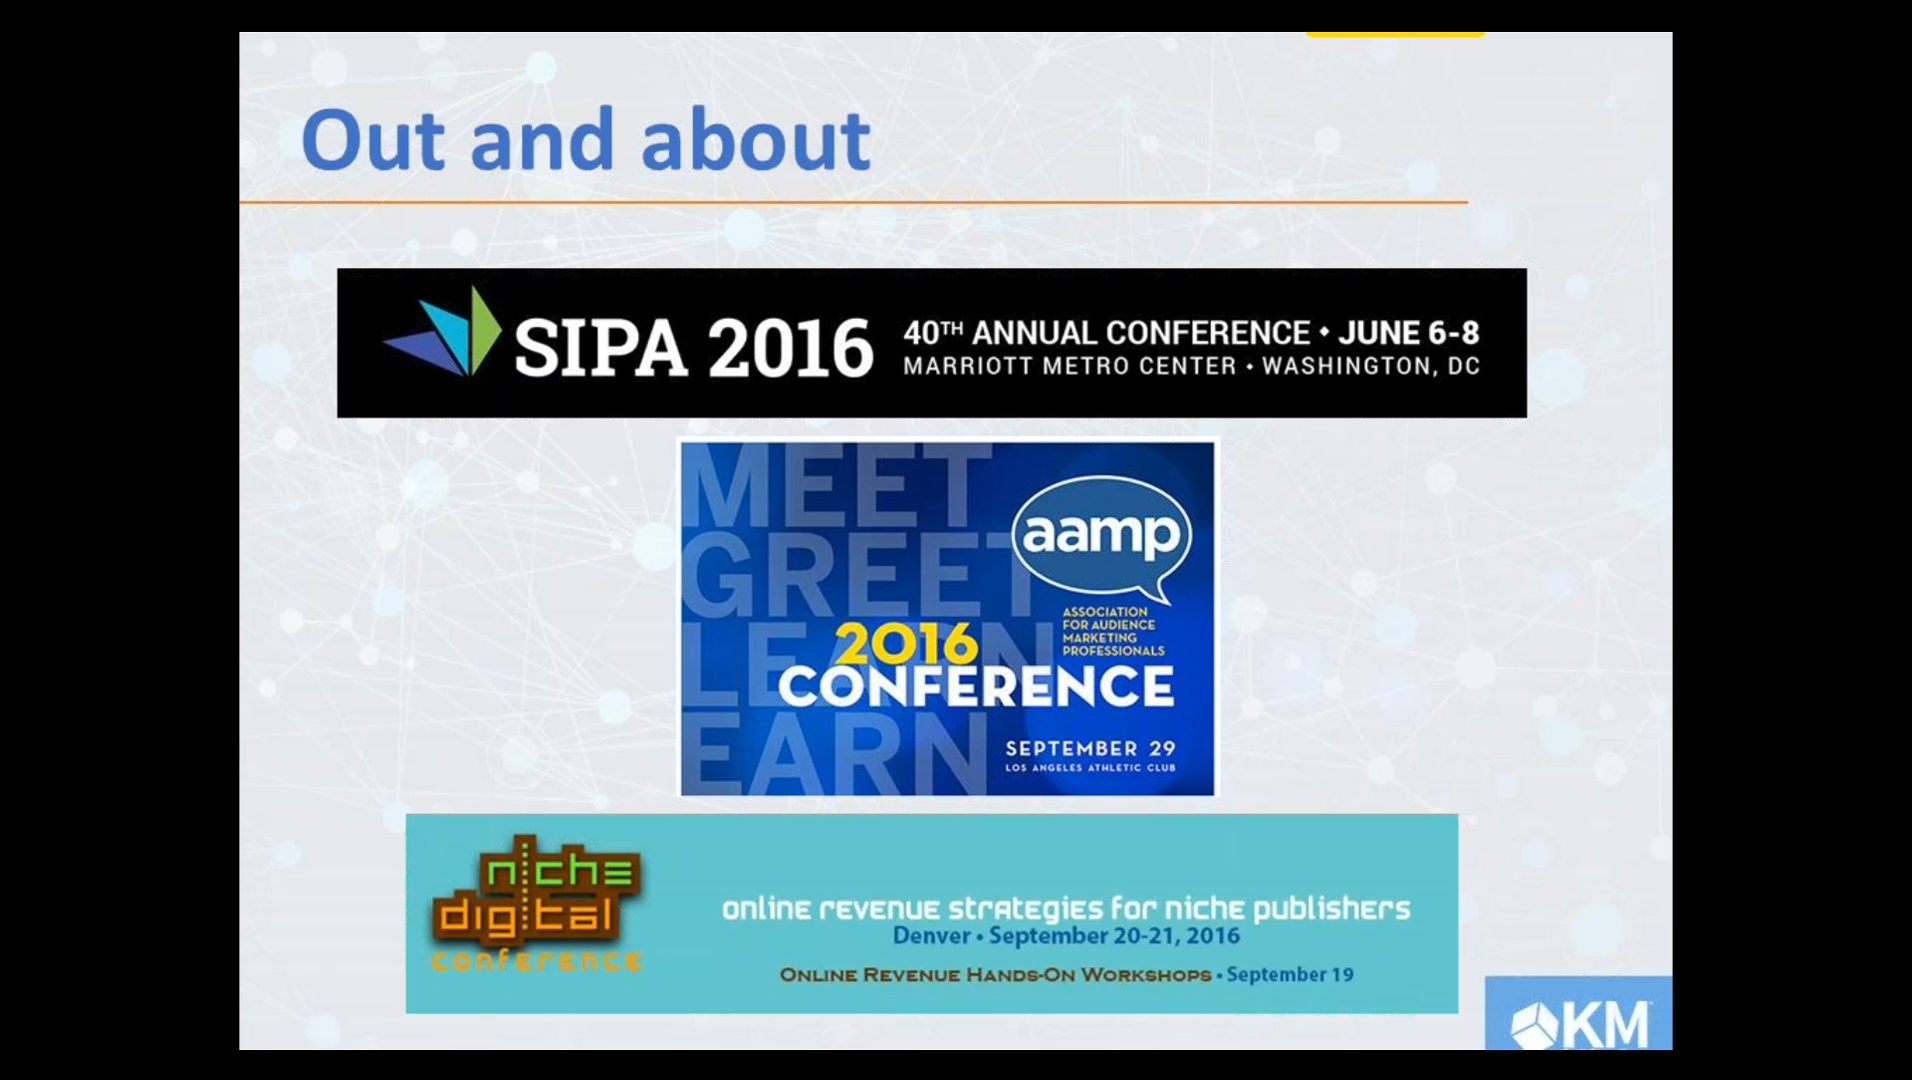 Out and about
SIPA 2016
40TH ANNUAL CONFERENCE • JUNE 6-8
MARRIOTT METRO CENTER • WASHINGTON, DC
MEET
GREET
LEARN
EARN
aamp
ASSOCIATION
FOR AUDIENCE
MARKETING
PROFESSIONALS
2016
CONFERENCE
SEPTEMBER 29
LOS ANGELES ATHLETIC CLUB
niche
digital
conference
online revenue strategies for niche publishers
Denver • September 20-21, 2016
ONLINE REVENUE HANDS-ON WORKSHOPS • September 19
KM